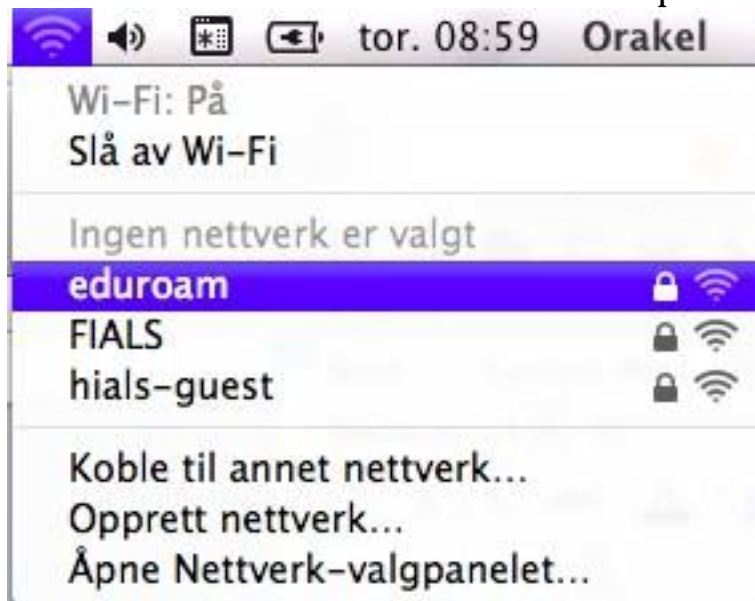 tor. 08:59 Orakel
Wi-Fi: På
Slå av Wi-Fi
Ingen nettverk er valgt
eduroam
FIALS
hials-guest
Koble til annet nettverk...
Opprett nettverk...
Åpne Nettverk-valgpanelet...